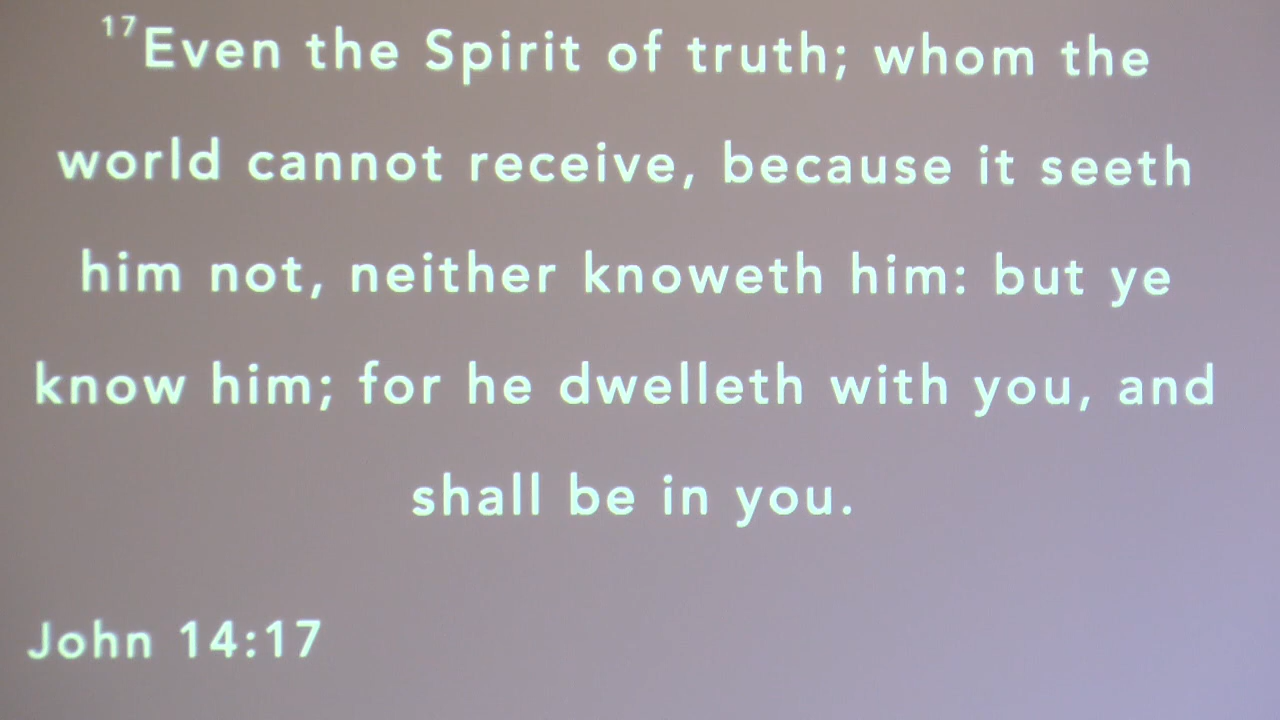 17Even the Spirit of truth; whom the
world cannot receive, because it seeth
him not, neither knoweth him: but ye
know him; for he dwelleth with you, and
shall be in you.
John 14:17